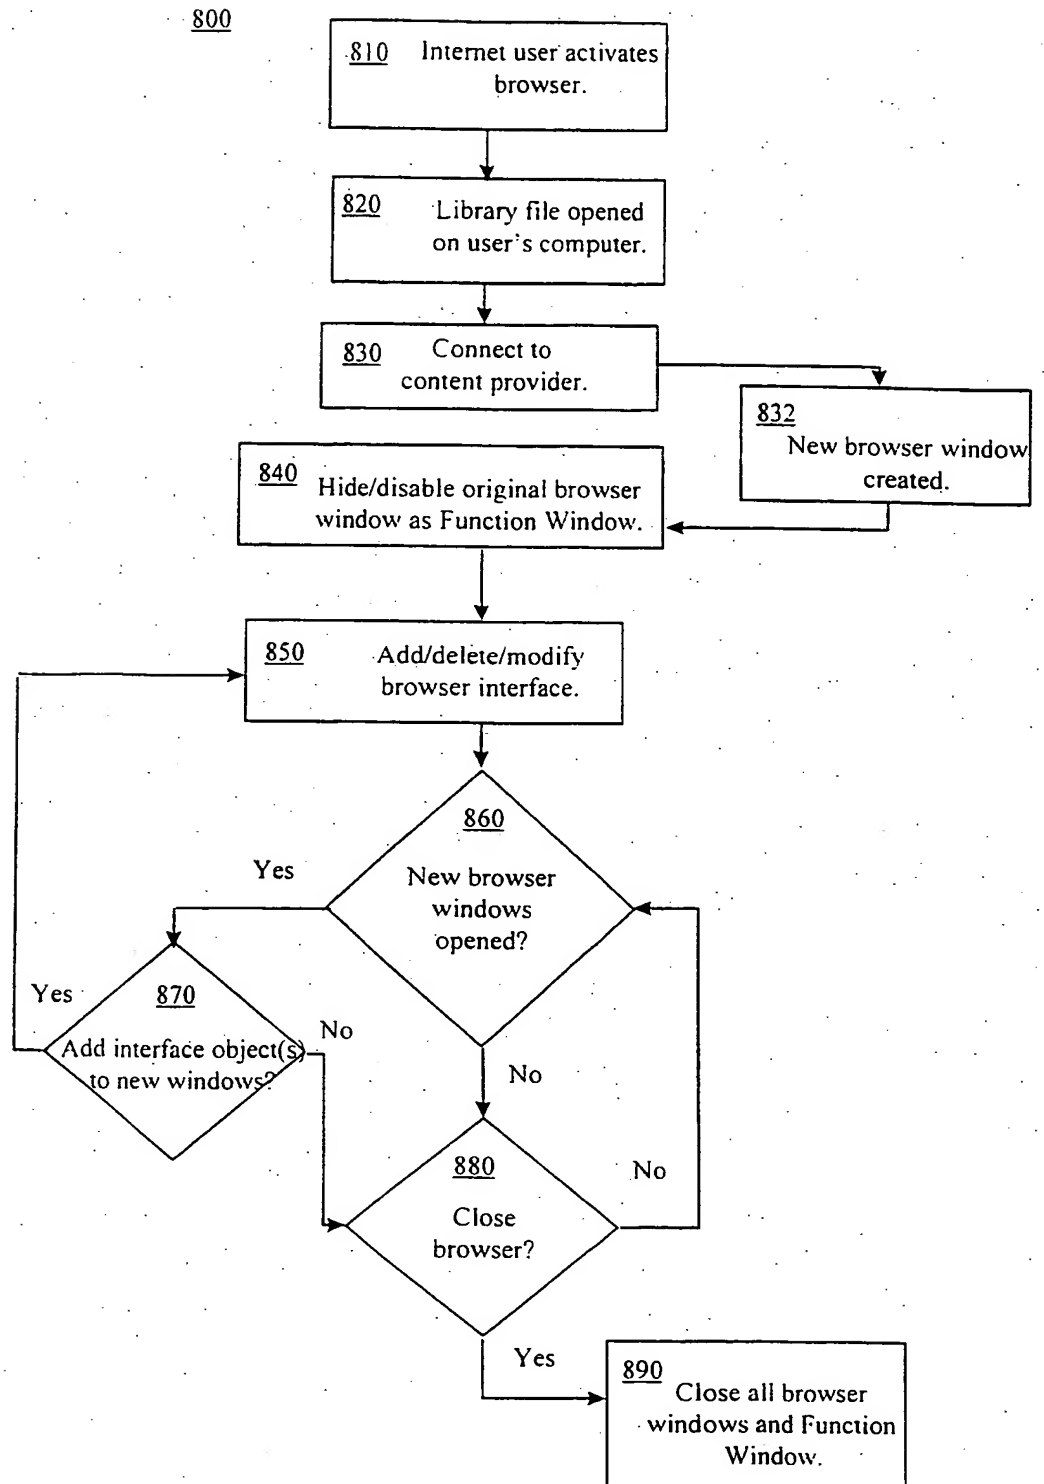 800
810 Internet user activates
browser.
820 Library file opened
on user's computer.
830 Connect to
content provider.
832
New browser window
created.
840 Hide/disable original browser
window as Function Window.
850 Add/delete/modify
browser interface.
860
New browser
windows
opened?
Yes
Yes
870
Add interface object(s)
to new windows?
No
No
880
Close
browser?
No
Yes
890
Close all browser
windows and Function
Window.